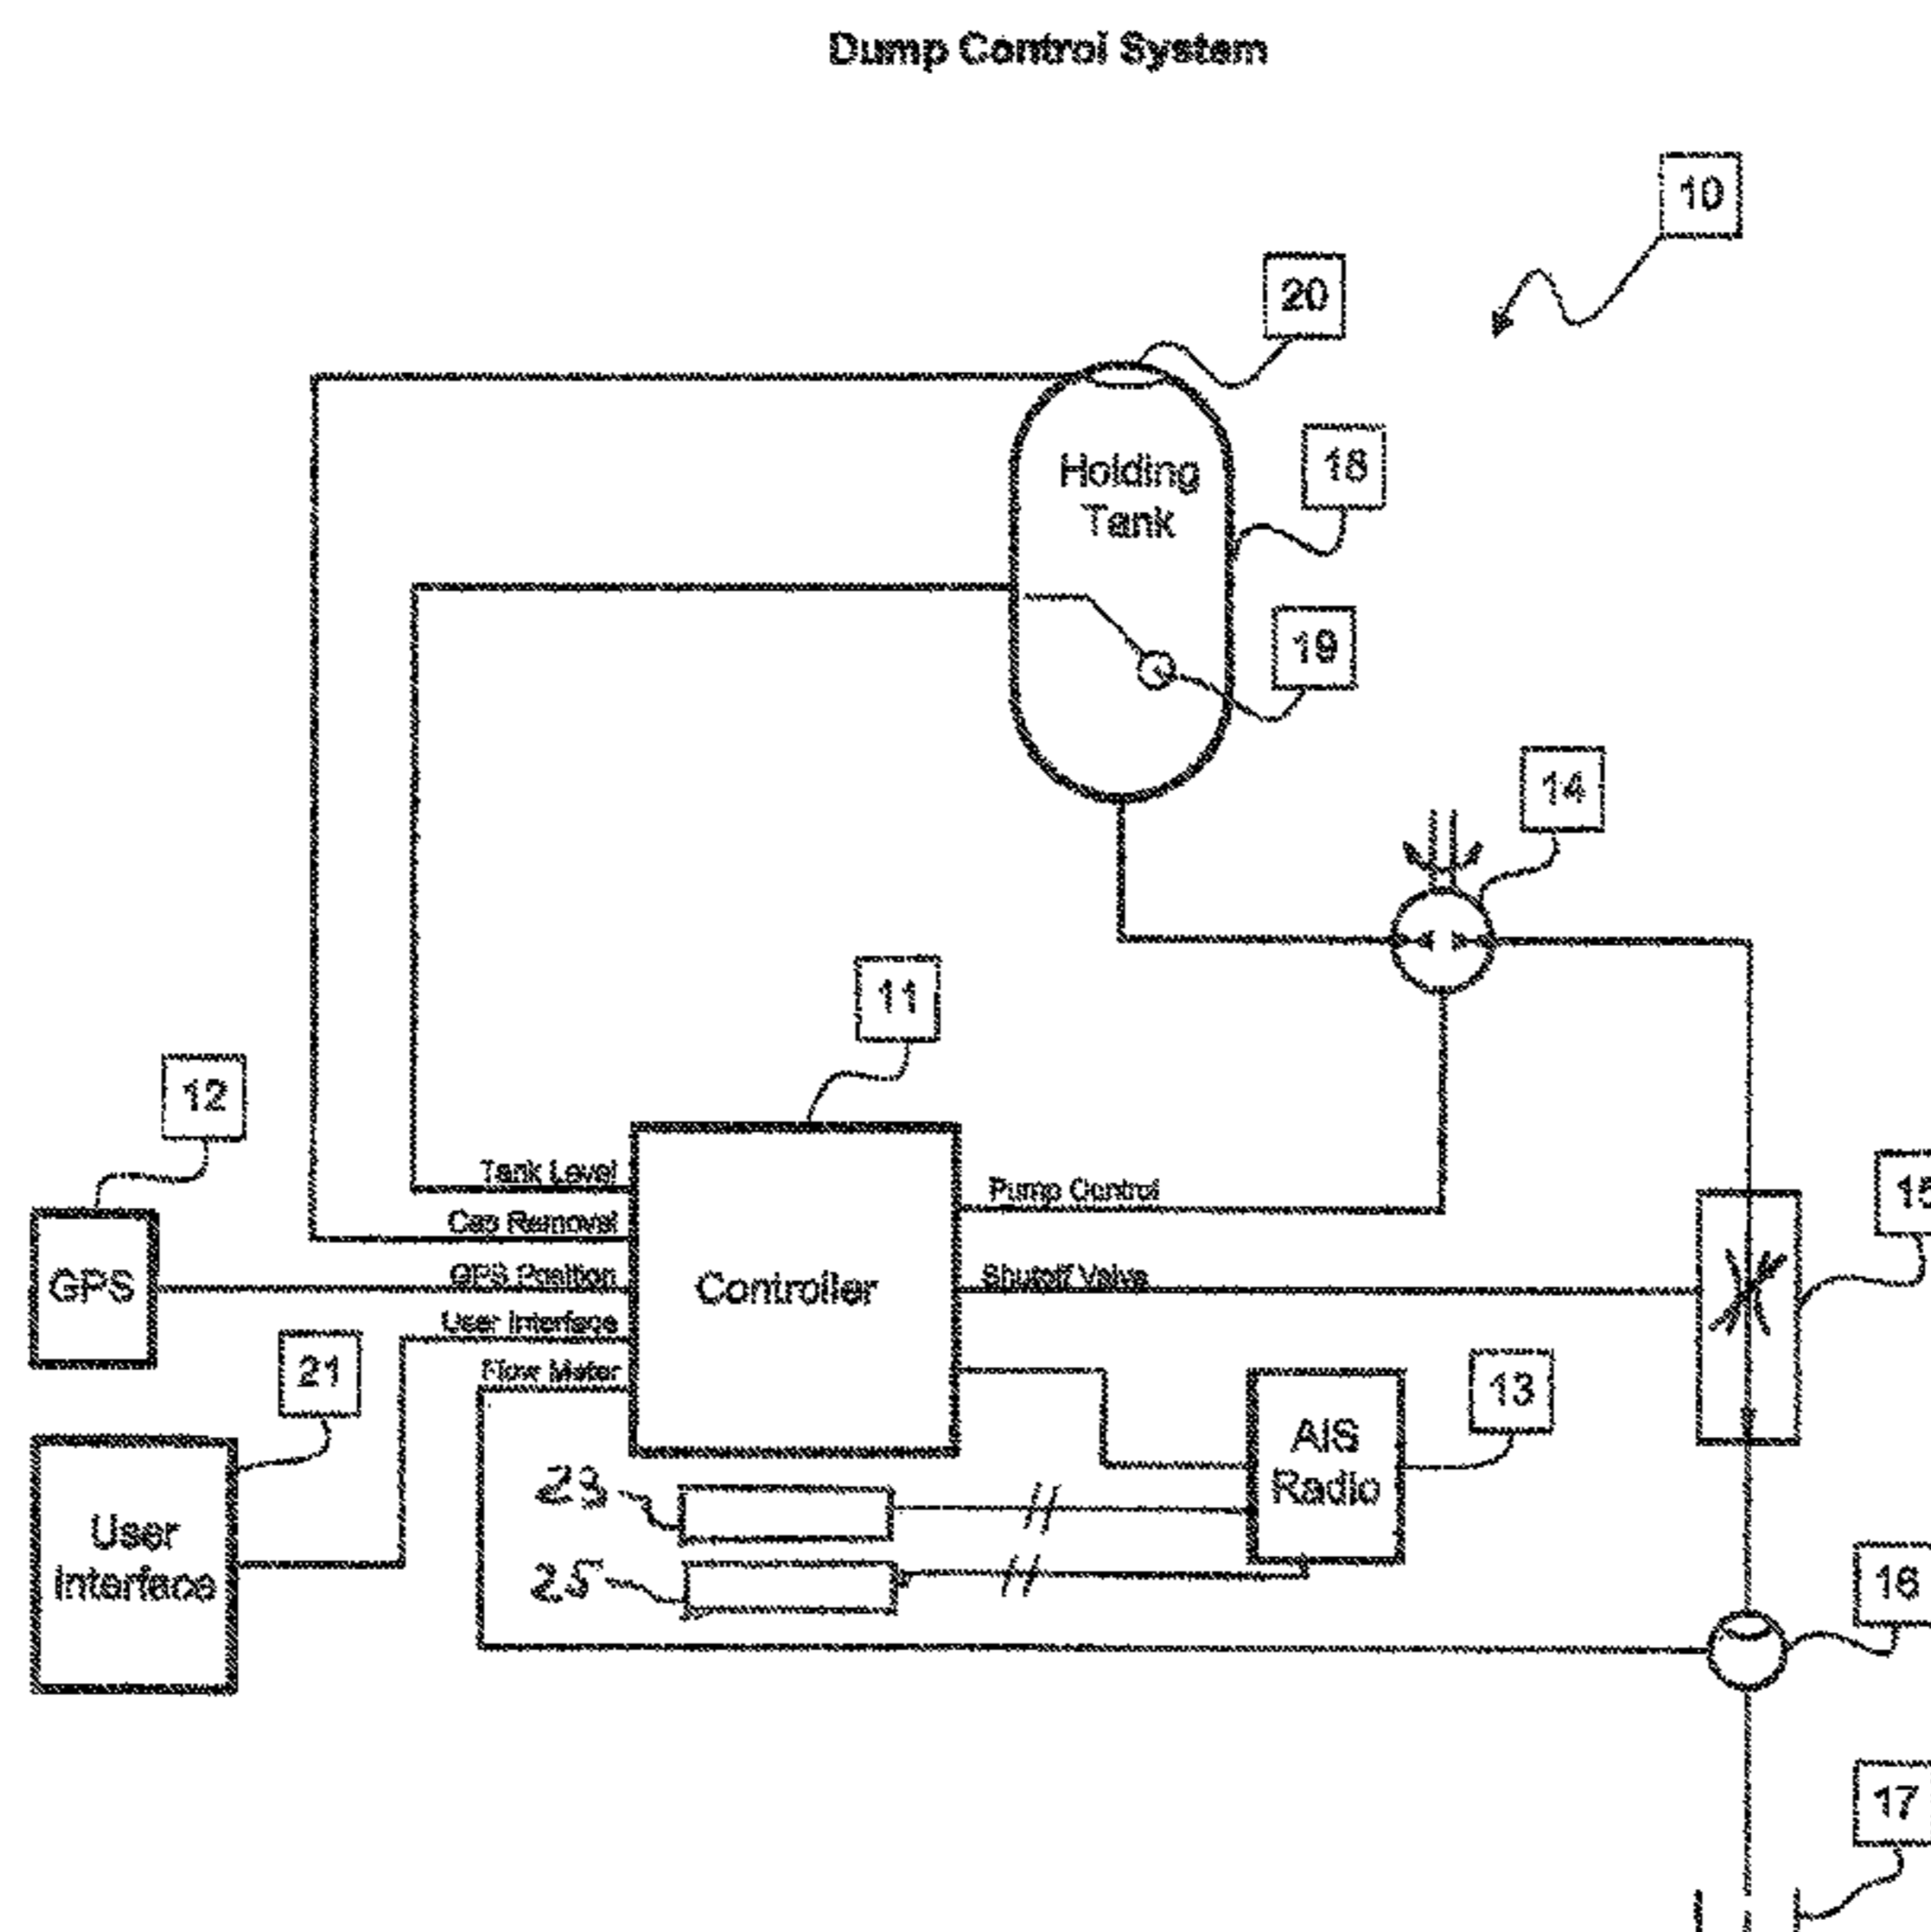 Dump Control System
10
20
Holding
Tank
18
19
14
11
12
Tank Level
Cap Removal
GPS Position
User Interface
Flow Meter
Pump Control
Shutoff Valve
Controller
GPS
15
21
13
AIS
Radio
User
Interface
23
25
16
17